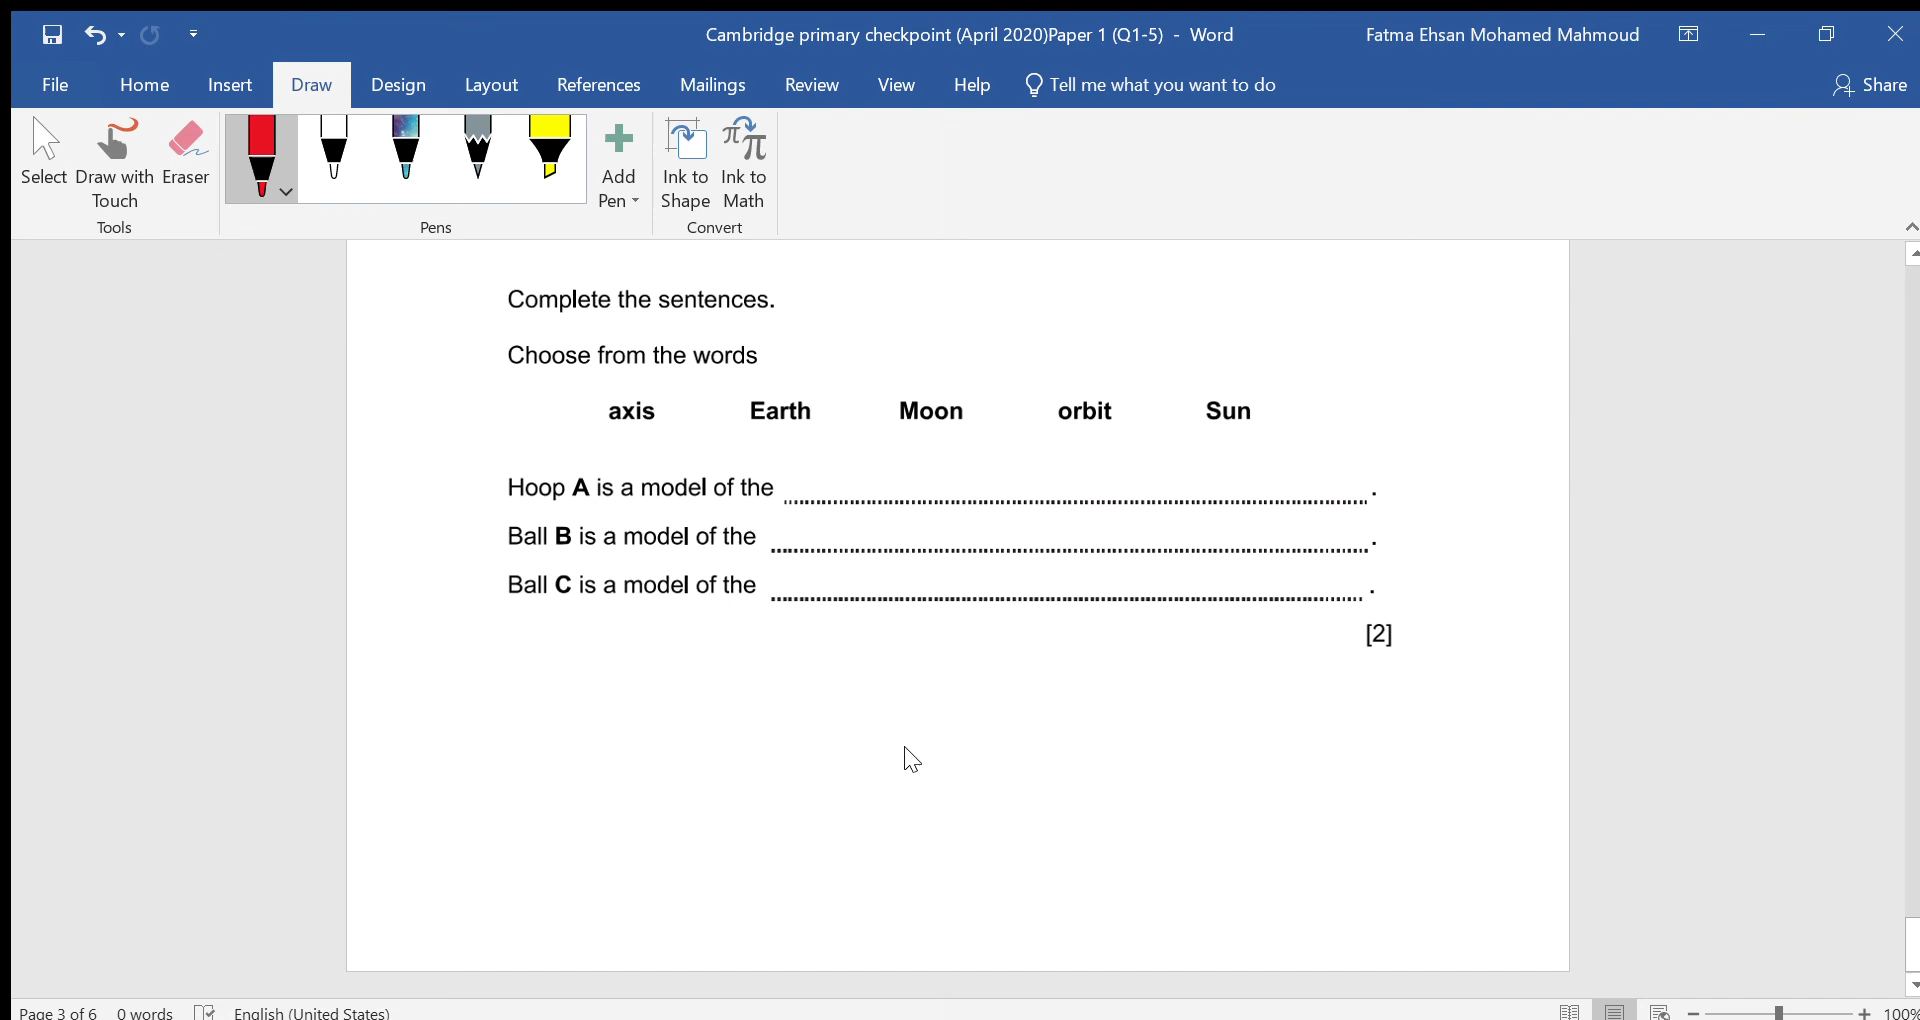 Cambridge primary checkpoint (April 2020)Paper 1 (Q1-5) - Word
Fatma Ehsan Mohamed Mahmoud
File Home Insert Draw Design Layout References Mailings Review View Help Tell me what you want to do Share
Select Draw with Touch Eraser
Add Pen
Ink to Shape Ink to Math
Tools Pens Convert
Complete the sentences.
Choose from the words
axis Earth Moon orbit Sun
Hoop A is a model of the ........................................ .
Ball B is a model of the ........................................ .
Ball C is a model of the ........................................ .
[2]
Page 3 of 6 0 words English (United States) 100%